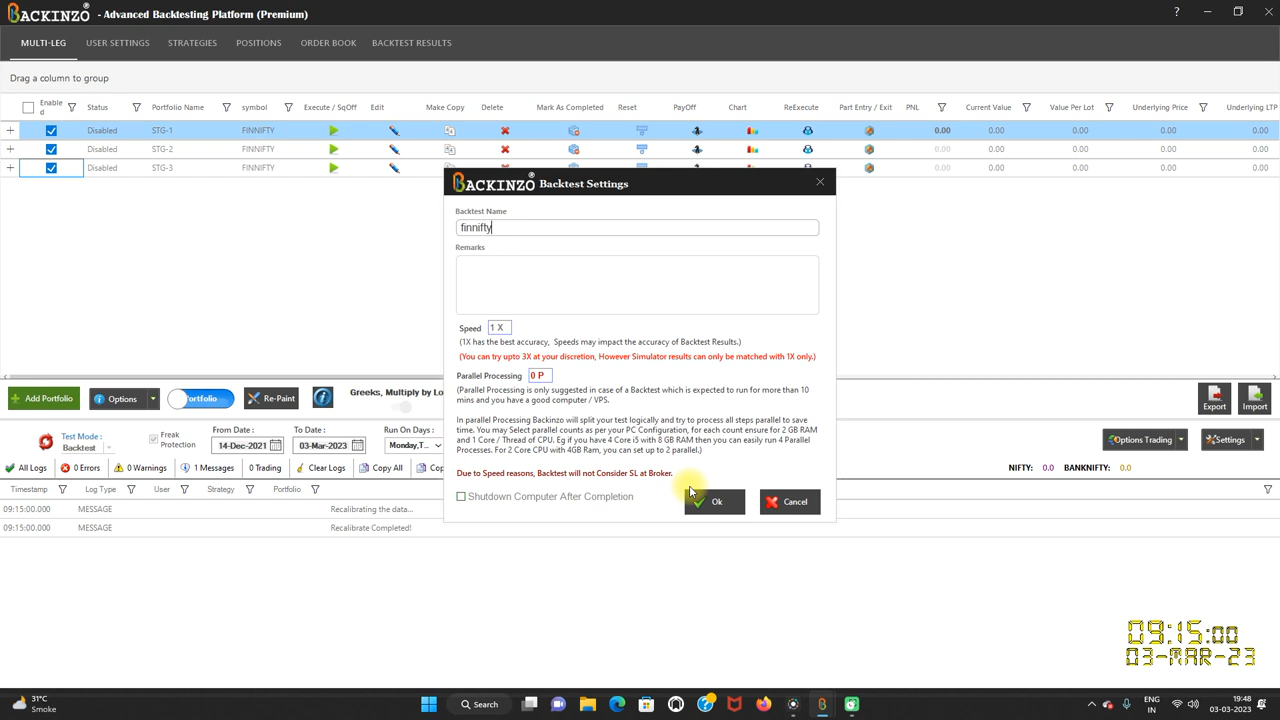 BACKINZO - Advanced Backtesting Platform (Premium)
MULTI-LEG USER SETTINGS STRATEGIES POSITIONS ORDER BOOK BACKTEST RESULTS
Drag a column to group
Enabled Status Portfolio Name symbol Execute / SqOff Edit Make Copy Delete Mark As Completed Reset PayOff Chart ReExecute Part Entry / Exit PNL Current Value Value Per Lot Underlying Price Underlying LTP
Disabled STG-1 FINNIFTY 0.00 0.00 0.00 0.00 0.00
Disabled STG-2 FINNIFTY 0.00 0.00 0.00 0.00 0.00
Disabled STG-3 FINNIFTY 0.00 0.00 0.00 0.00 0.00
BACKINZO Backtest Settings
Backtest Name
finnifty
Remarks
Speed 1 X
(1X has the best accuracy, Speeds may impact the accuracy of Backtest Results.)
(You can try upto 3X at your discretion, However Simulator results can only be matched with 1X only.)
Parallel Processing 0 P
(Parallel Processing is only suggested in case of a Backtest which is expected to run for more than 10
mins and you have a good computer / VPS.
In parallel Processing Backinzo will split your test logically and try to process all steps parallel to save
time. You may Select parallel counts as per your PC Configuration, for each count ensure for 2 GB RAM
and 1 Core / Thread of CPU. Eg if you have 4 Core i5 with 8 GB RAM then you can easily run 4 Parallel
Processes. For 2 Core CPU with 4GB Ram, you can set up to 2 parallel.)
Due to Speed reasons, Backtest will not Consider SL at Broker.
Shutdown Computer After Completion Ok Cancel
Add Portfolio Options Portfolio Re-Paint Greeks, Multiply by Lo Export Import
Test Mode : Backtest Freak Protection From Date : 14-Dec-2021 To Date : 03-Mar-2023 Run On Days : Monday,T... Options Trading Settings
All Logs 0 Errors 0 Warnings 1 Messages 0 Trading Clear Logs Copy All Cop NIFTY: 0.0 BANKNIFTY: 0.0
Timestamp Log Type User Strategy Portfolio
09:15:00.000 MESSAGE Recalibrating the data...
09:15:00.000 MESSAGE Recalibrate Completed!
09:15:00
03-MAR-23
31°C
Smoke
Search
ENG
IN
19:48
03-03-2023